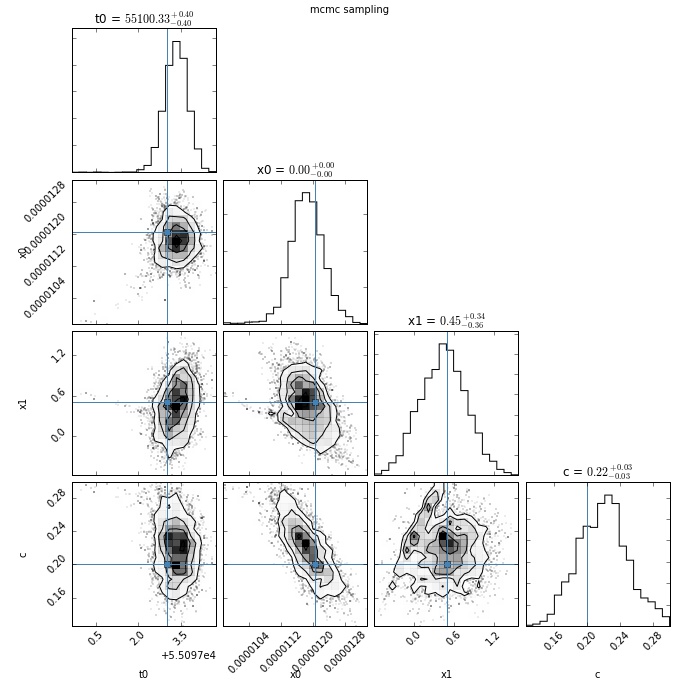 mcmc sampling
t0 = 55100.33+0.40−0.40
x0 = 0.00+0.00−0.00
0.0000128
0.0000120
0.0000112
0.0000104
x0
x1 = 0.45+0.34−0.36
1.2
0.6
0.0
x1
c = 0.22+0.03−0.03
0.28
0.24
0.20
0.16
c
0.5 2.0 3.5 0.0000104 0.0000112 0.0000120 0.0000128 0.0 0.6 1.2 0.16 0.20 0.24 0.28
+5.5097e4
t0 x0 x1 c